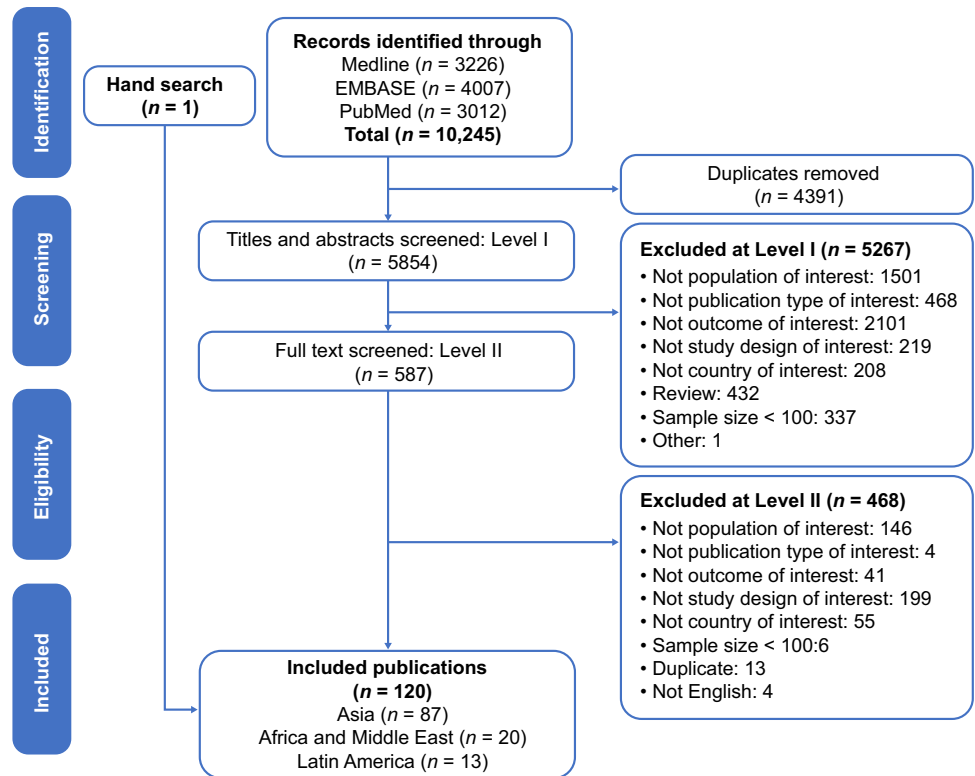 Identification
Hand search
(n = 1)
Records identified through
Medline (n = 3226)
EMBASE (n = 4007)
PubMed (n = 3012)
Total (n = 10,245)
Duplicates removed
(n = 4391)
Screening
Titles and abstracts screened: Level I
(n = 5854)
Excluded at Level I (n = 5267)
• Not population of interest: 1501
• Not publication type of interest: 468
• Not outcome of interest: 2101
• Not study design of interest: 219
• Not country of interest: 208
• Review: 432
• Sample size < 100: 337
• Other: 1
Full text screened: Level II
(n = 587)
Eligibility
Excluded at Level II (n = 468)
• Not population of interest: 146
• Not publication type of interest: 4
• Not outcome of interest: 41
• Not study design of interest: 199
• Not country of interest: 55
• Sample size < 100:6
• Duplicate: 13
• Not English: 4
Included
Included publications
(n = 120)
Asia (n = 87)
Africa and Middle East (n = 20)
Latin America (n = 13)